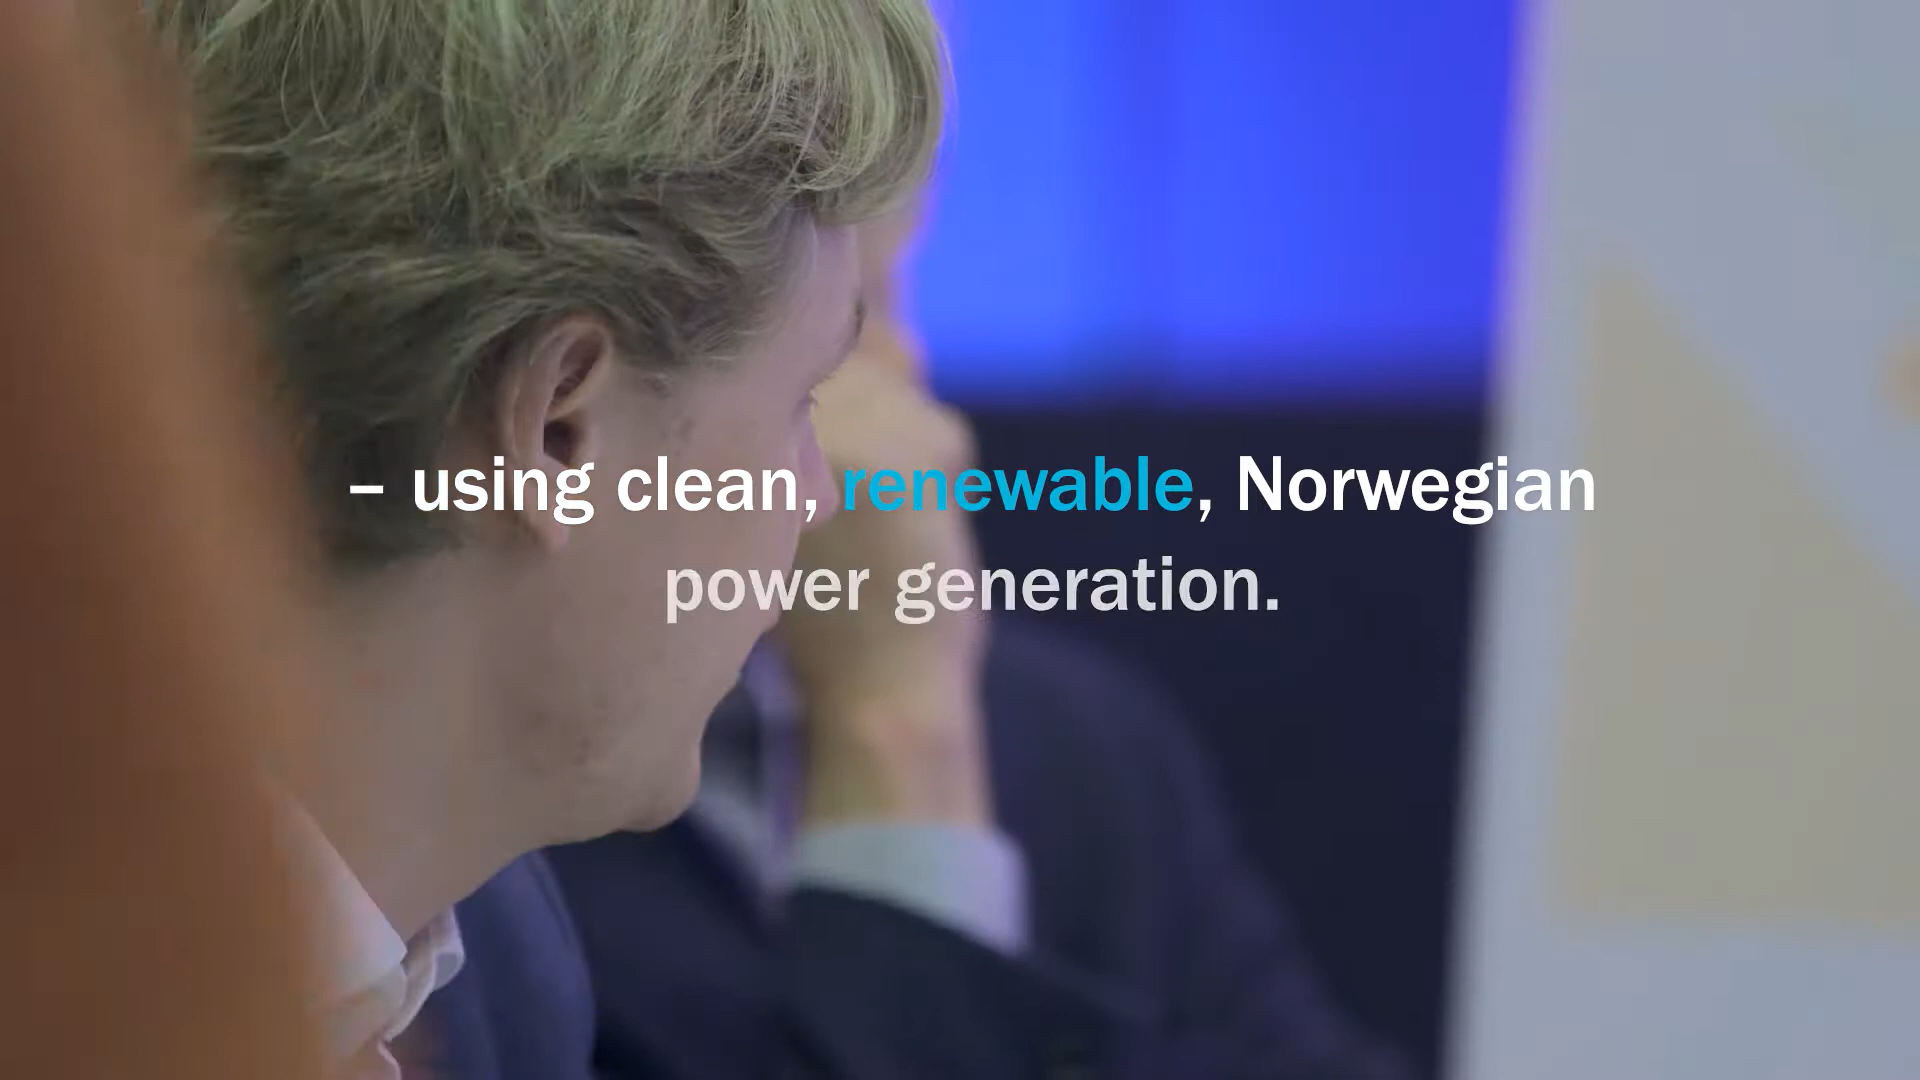 – using clean, renewable, Norwegian
power generation.